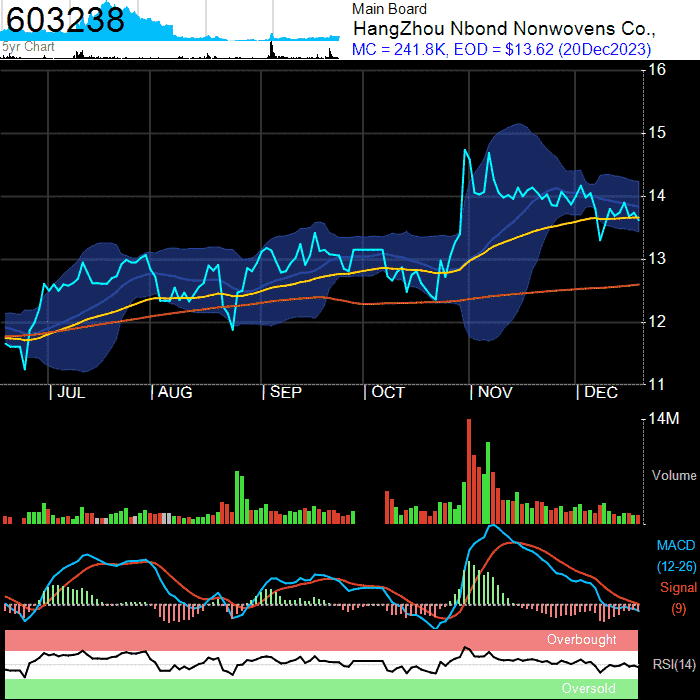 603238
5yr Chart
Main Board
HangZhou Nbond Nonwovens Co.,
MC = 241.8K, EOD = $13.62 (20Dec2023)
16
15
14
13
12
11
| JUL | AUG | SEP | OCT | NOV | DEC
14M
Volume
MACD
(12-26)
Signal
(9)
Overbought
RSI(14)
Oversold